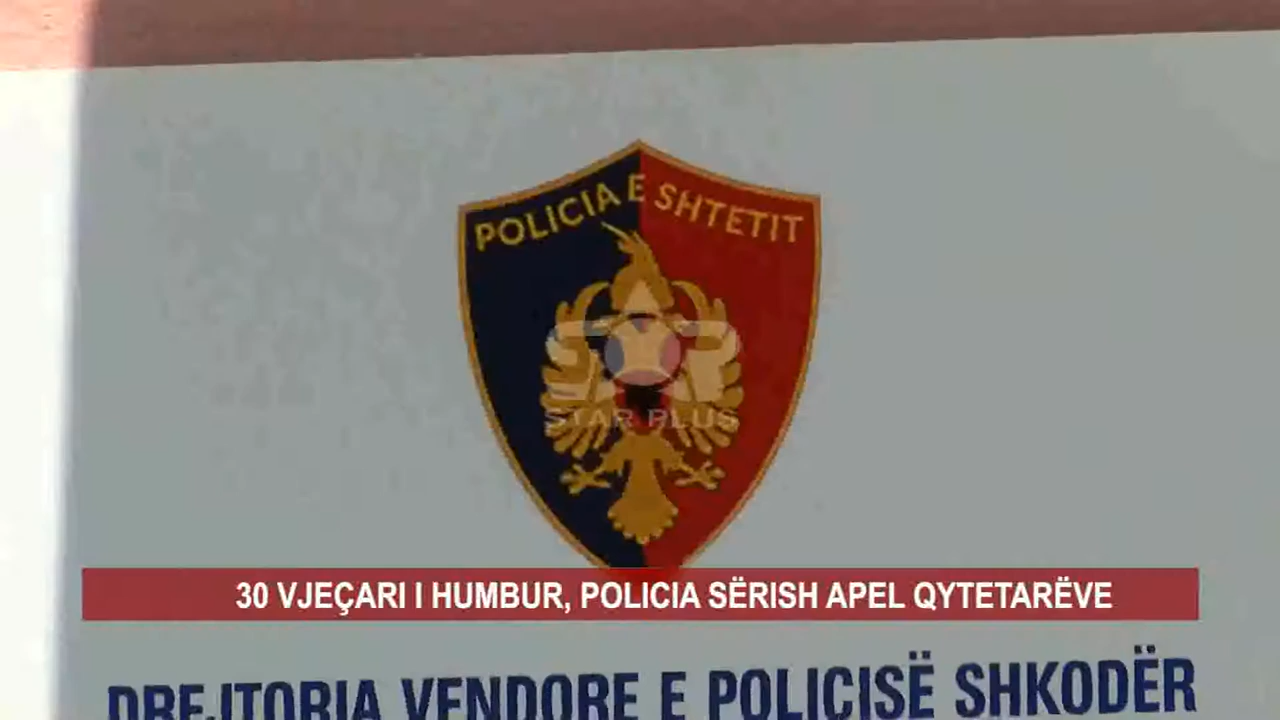 POLICIA E SHTETIT
STAR PLUS
30 VJEÇARI I HUMBUR, POLICIA SËRISH APEL QYTETARËVE
DREJTORIA VENDORE E POLICISË SHKODËR